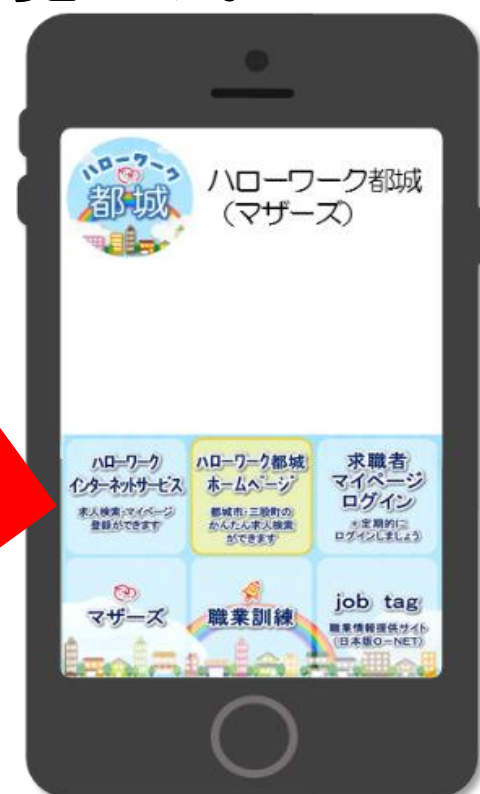 ハローワーク
都城
ハローワーク都城
（マザーズ）
ハローワーク
インターネットサービス
求人検索・マイページ
登録ができます
ハローワーク都城
ホームページ
都城市・三股町の
かんたん求人検索
ができます
求職者
マイページ
ログイン
*定期的に
ログインしましょう
マザーズ
職業訓練
job tag
職業情報提供サイト
（日本版O-NET）